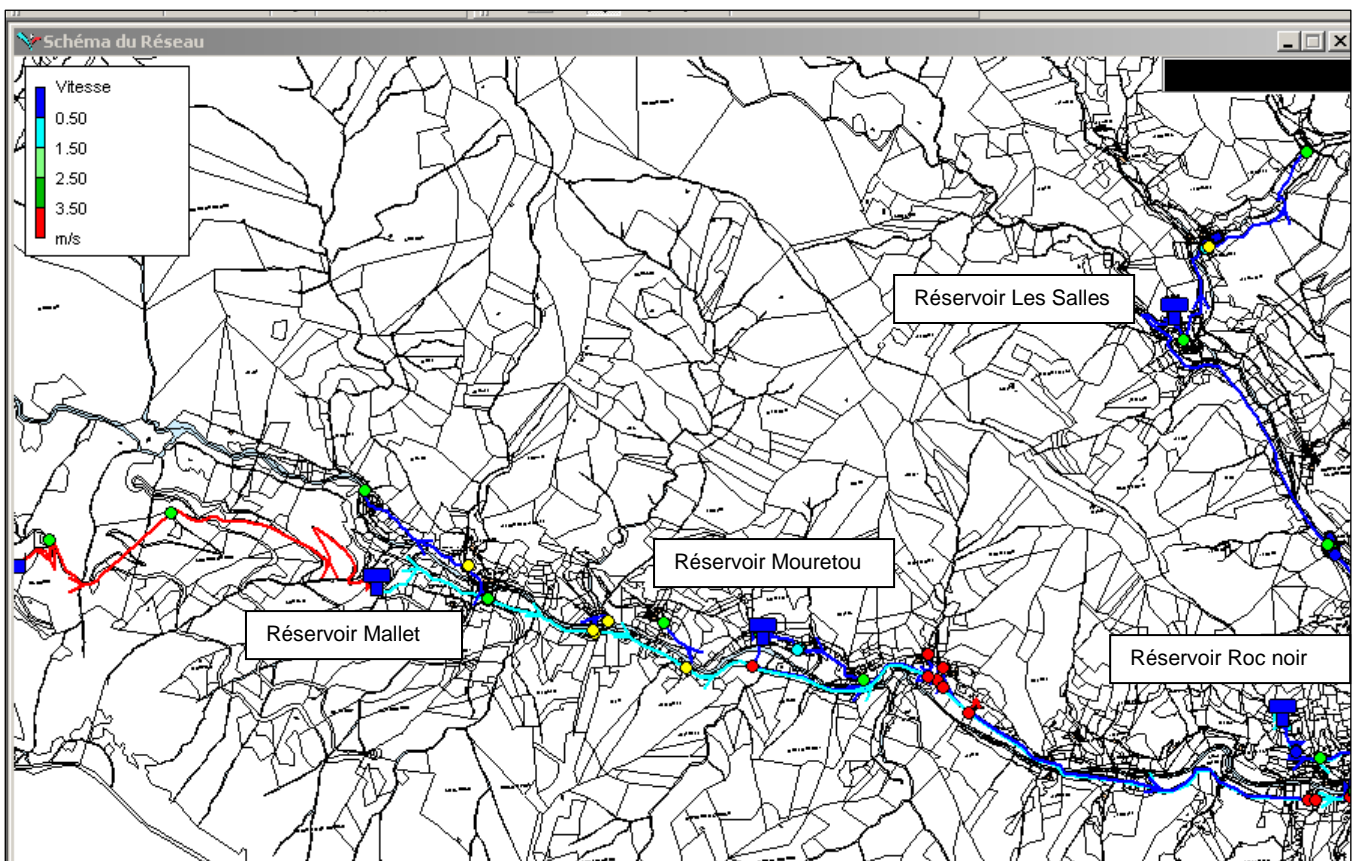 Schéma du Réseau
Vitesse
0.50
1.50
2.50
3.50
m/s
Réservoir Les Salles
Réservoir Mouretou
Réservoir Mallet
Réservoir Roc noir